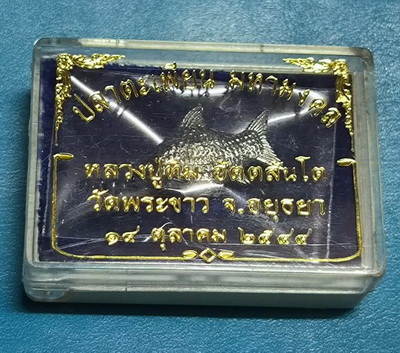 ปลาตะเพียน มหามงคล
หลวงปู่ทิม อัตตสันโต
วัดพระขาว จ.อยุธยา
๑๔ ตุลาคม ๒๕๔๔